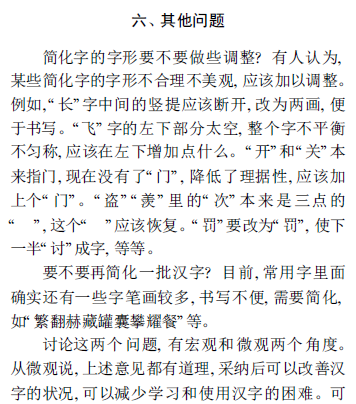 六、其他问题
简化字的字形要不要做些调整？有人认为,
某些简化字的字形不合理不美观,应该加以调整。
例如,“长”字中间的竖提应该断开,改为两画,便
于书写。“飞”字的左下部分太空,整个字不平衡
不匀称,应该在左下增加点什么。“开”和“关”本
来指门,现在没有了“门”,降低了理据性,应该加
上个“门”。“盗”“羡”里的“次”本来是三点的
“　”,这个“　”应该恢复。“罚”要改为“罚”,使下
一半“讨”成字,等等。
要不要再简化一批汉字？目前,常用字里面
确实还有一些字笔画较多,书写不便,需要简化,
如“繁翻赫藏罐囊攀耀餐”等。
讨论这两个问题,有宏观和微观两个角度。
从微观说,上述意见都有道理,采纳后可以改善汉
字的状况,可以减少学习和使用汉字的困难。可